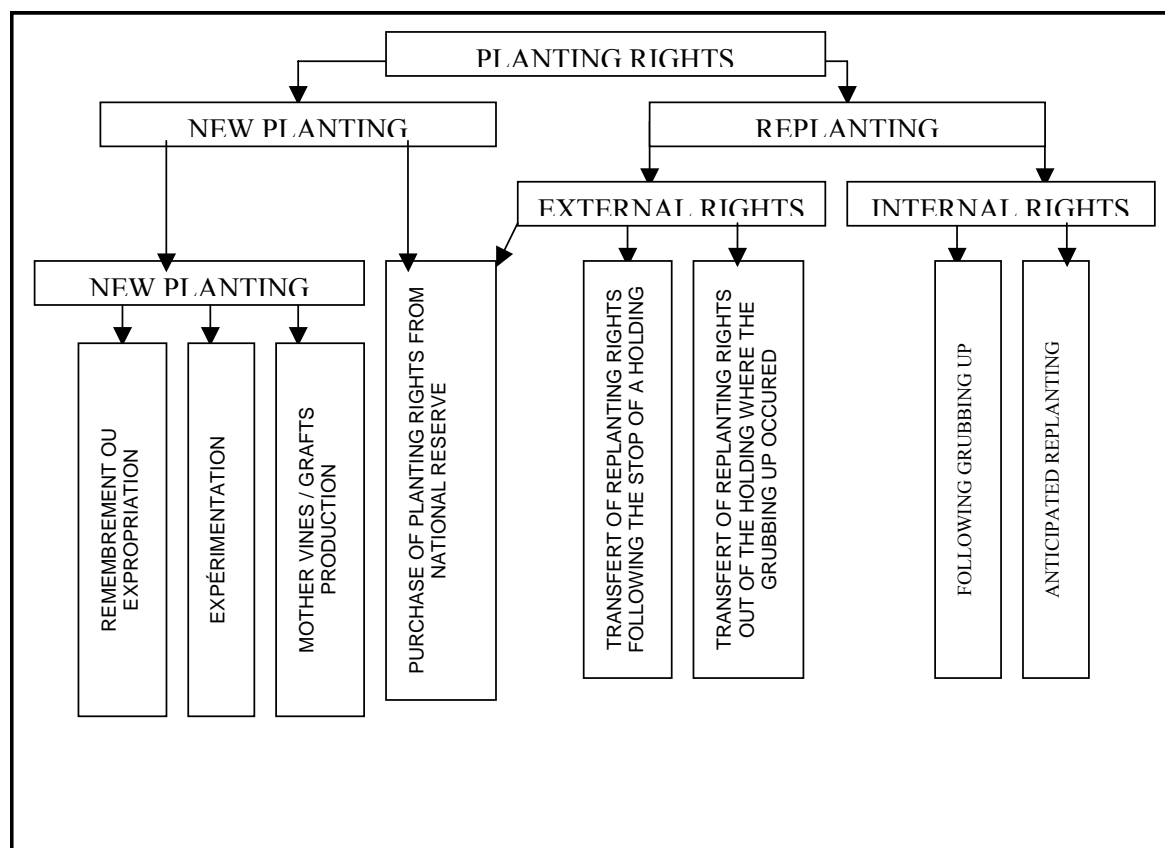 PLANTING RIGHTS
NEW PLANTING
REPLANTING
EXTERNAL RIGHTS
INTERNAL RIGHTS
NEW PLANTING
REMEMBREMENT OU
EXPROPRIATION
EXPÉRIMENTATION
MOTHER VINES / GRAFTS
PRODUCTION
PURCHASE OF PLANTING RIGHTS FROM
NATIONAL RESERVE
TRANSFERT OF REPLANTING RIGHTS
FOLLOWING THE STOP OF A HOLDING
TRANSFERT OF REPLANTING RIGHTS
OUT OF THE HOLDING WHERE THE
GRUBBING UP OCCURED
FOLLOWING GRUBBING UP
ANTICIPATED REPLANTING